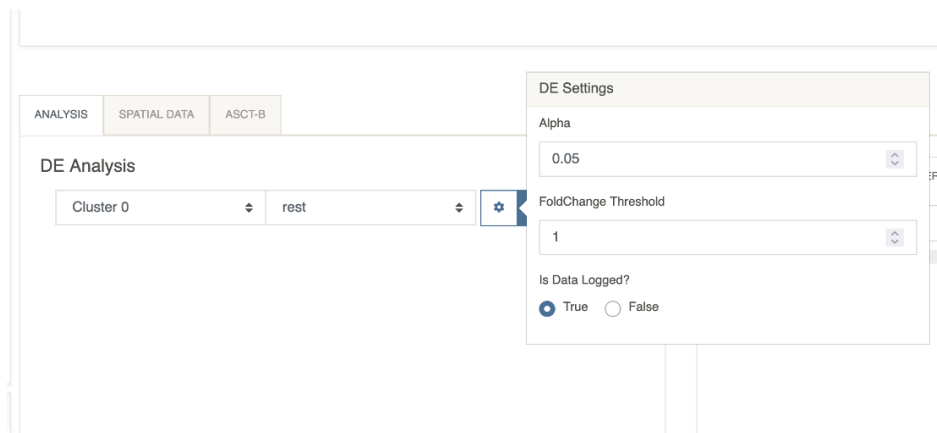 DE Settings
ANALYSIS SPATIAL DATA ASCT-B
Alpha
0.05
DE Analysis
Cluster 0 rest
FoldChange Threshold
1
Is Data Logged?
True False